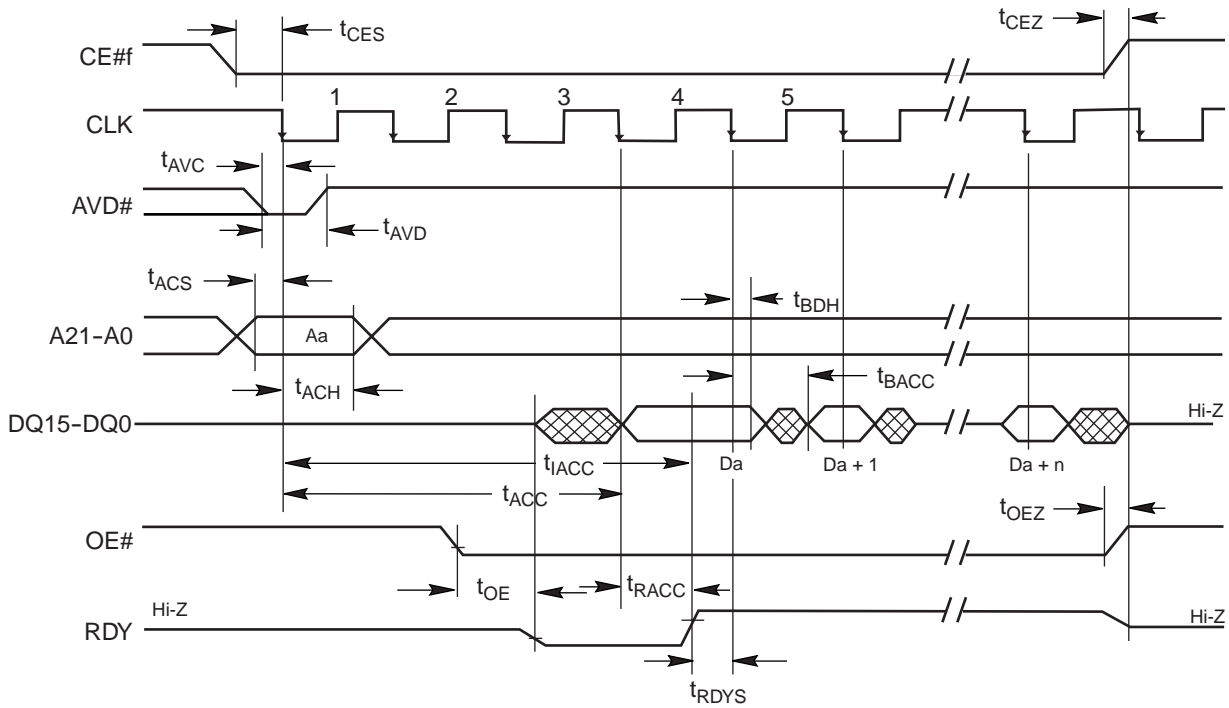 tCES
tCEZ
CE#f
1 2 3 4 5
CLK
tAVC
AVD#
tAVD
tACS
tBDH
A21-A0
Aa
tACH
tBACC
DQ15-DQ0
Hi-Z
tIACC
Da
Da + 1
Da + n
tACC
tOEZ
OE#
tOE
tRACC
Hi-Z
RDY
Hi-Z
tRDYS